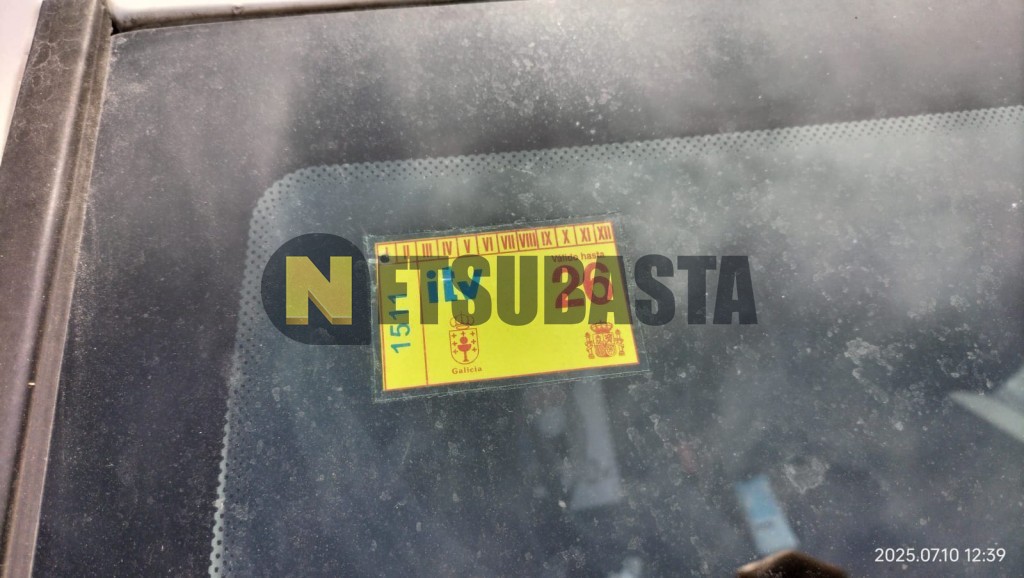 I II III IV V VI VII VIII IX X XI XII
Válido hasta
iTV 26
1511
Galicia
NETSUBASTA
2025.07.10 12:39